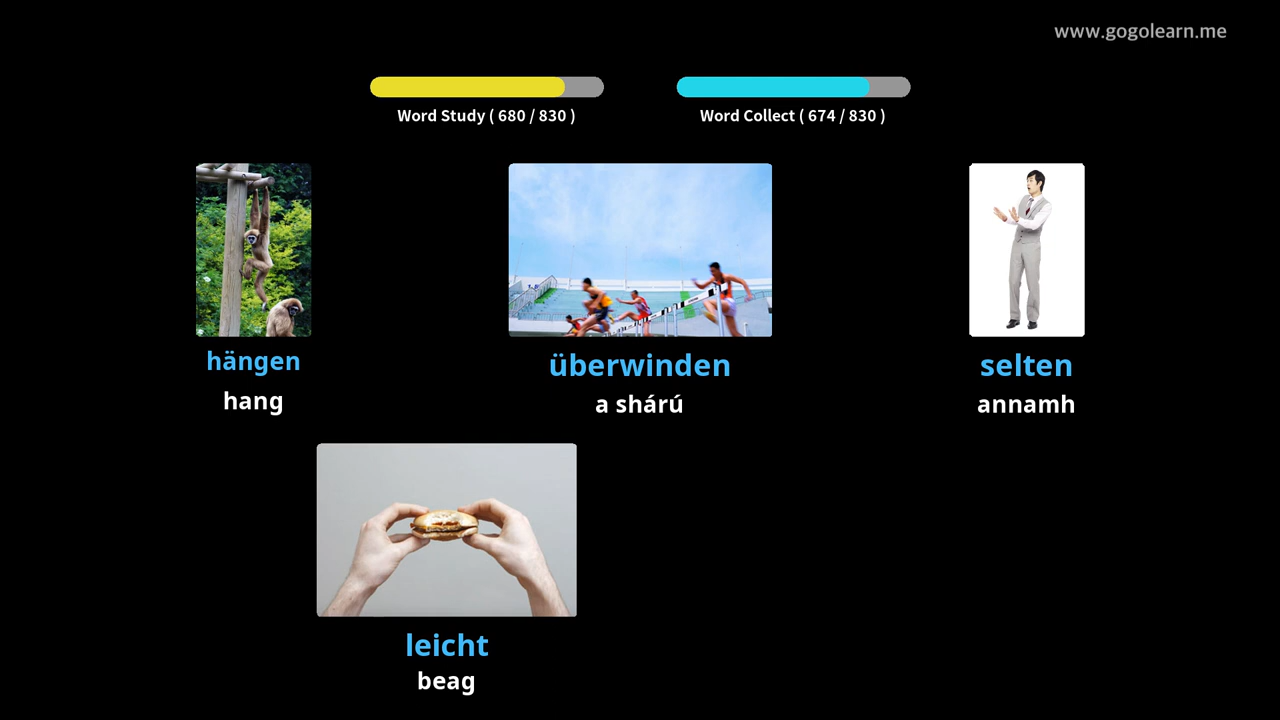 www.gogolearn.me
Word Study ( 680 / 830 )
Word Collect ( 674 / 830 )
hängen
hang
überwinden
a shárú
selten
annamh
leicht
beag